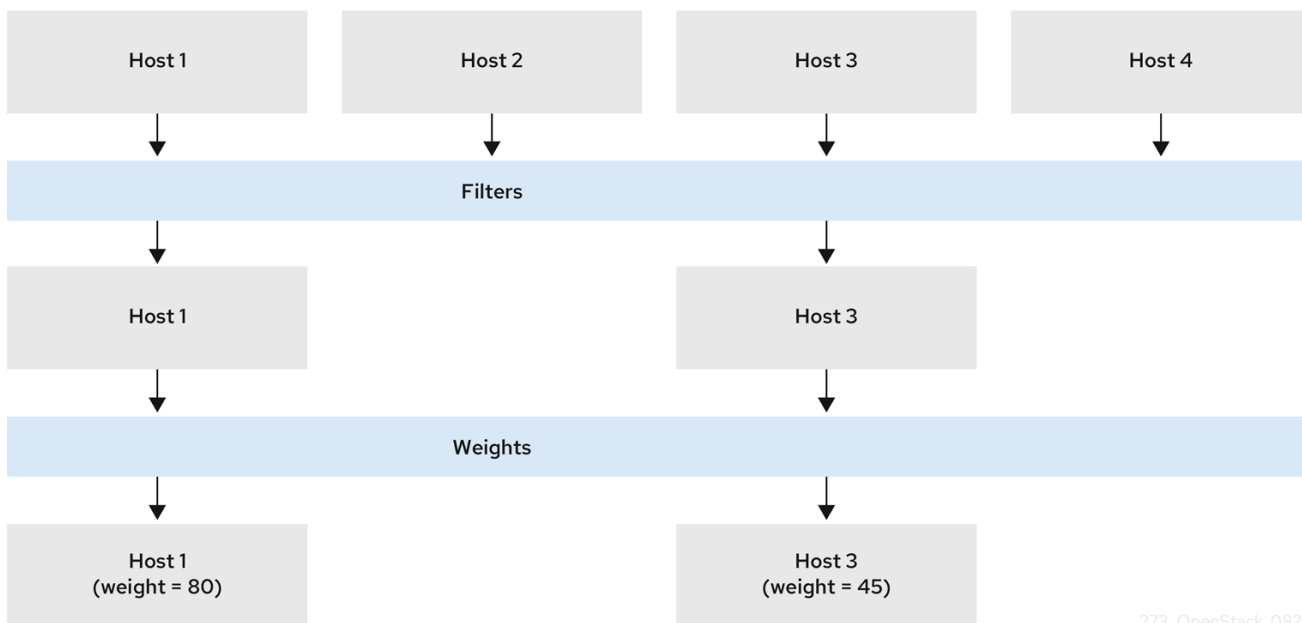 Host 1
Host 2
Host 3
Host 4
Filters
Host 1
Host 3
Weights
Host 1
(weight = 80)
Host 3
(weight = 45)
273_OpenStack_082